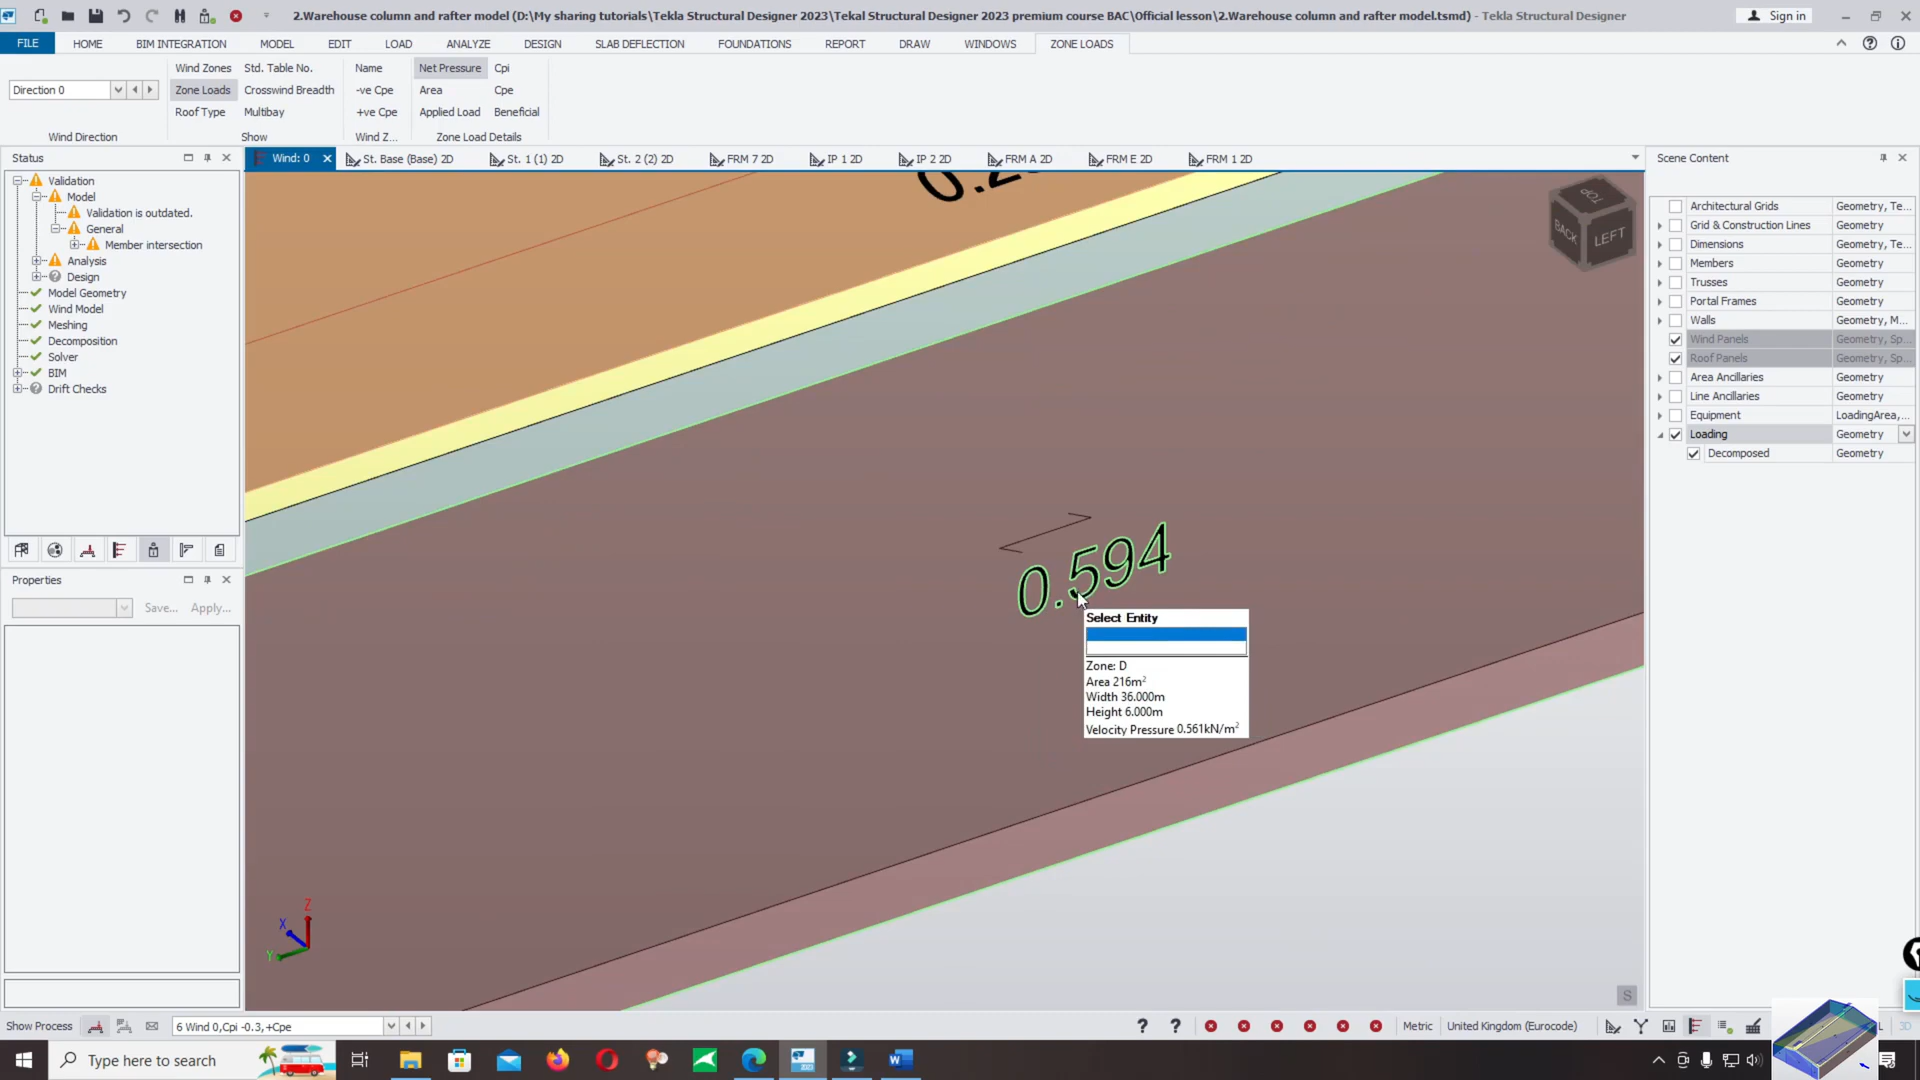 2.Warehouse column and rafter model (D:\My sharing tutorials\Tekla Structural Designer 2023\Tekal Structural Designer 2023 premium course BAC\Official lesson\2.Warehouse column and rafter model.tsmd) - Tekla Structural Designer
Sign in
FILE HOME BIM INTEGRATION MODEL EDIT LOAD ANALYZE DESIGN SLAB DEFLECTION FOUNDATIONS REPORT DRAW WINDOWS ZONE LOADS
Wind Zones Std. Table No. Name Net Pressure Cpi
Direction 0 Zone Loads Crosswind Breadth -ve Cpe Area Cpe
Roof Type Multibay +ve Cpe Applied Load Beneficial
Wind Direction Show Wind Z... Zone Load Details
Status
Wind: 0 St. Base (Base) 2D St. 1 (1) 2D St. 2 (2) 2D FRM 7 2D IP 1 2D IP 2 2D FRM A 2D FRM E 2D FRM 1 2D
Scene Content
Validation
Model
Validation is outdated.
General
Member intersection
Analysis
Design
Model Geometry
Wind Model
Meshing
Decomposition
Solver
BIM
Drift Checks
TOP
BACK
LEFT
Architectural Grids Geometry, Te...
Grid & Construction Lines Geometry
Dimensions Geometry, Te...
Members Geometry
Trusses Geometry
Portal Frames Geometry
Walls Geometry, M...
Wind Panels Geometry, Sp...
Roof Panels Geometry, Sp...
Area Ancillaries Geometry
Line Ancillaries Geometry
Equipment LoadingArea,...
Loading Geometry
Decomposed Geometry
0.594
Select Entity
Zone: D
Area 216m²
Width 36.000m
Height 6.000m
Velocity Pressure 0.561kN/m²
Properties
Save... Apply...
Z
X
Y
S
Show Process 6 Wind 0,Cpi -0.3,+Cpe
Metric United Kingdom (Eurocode)
Type here to search